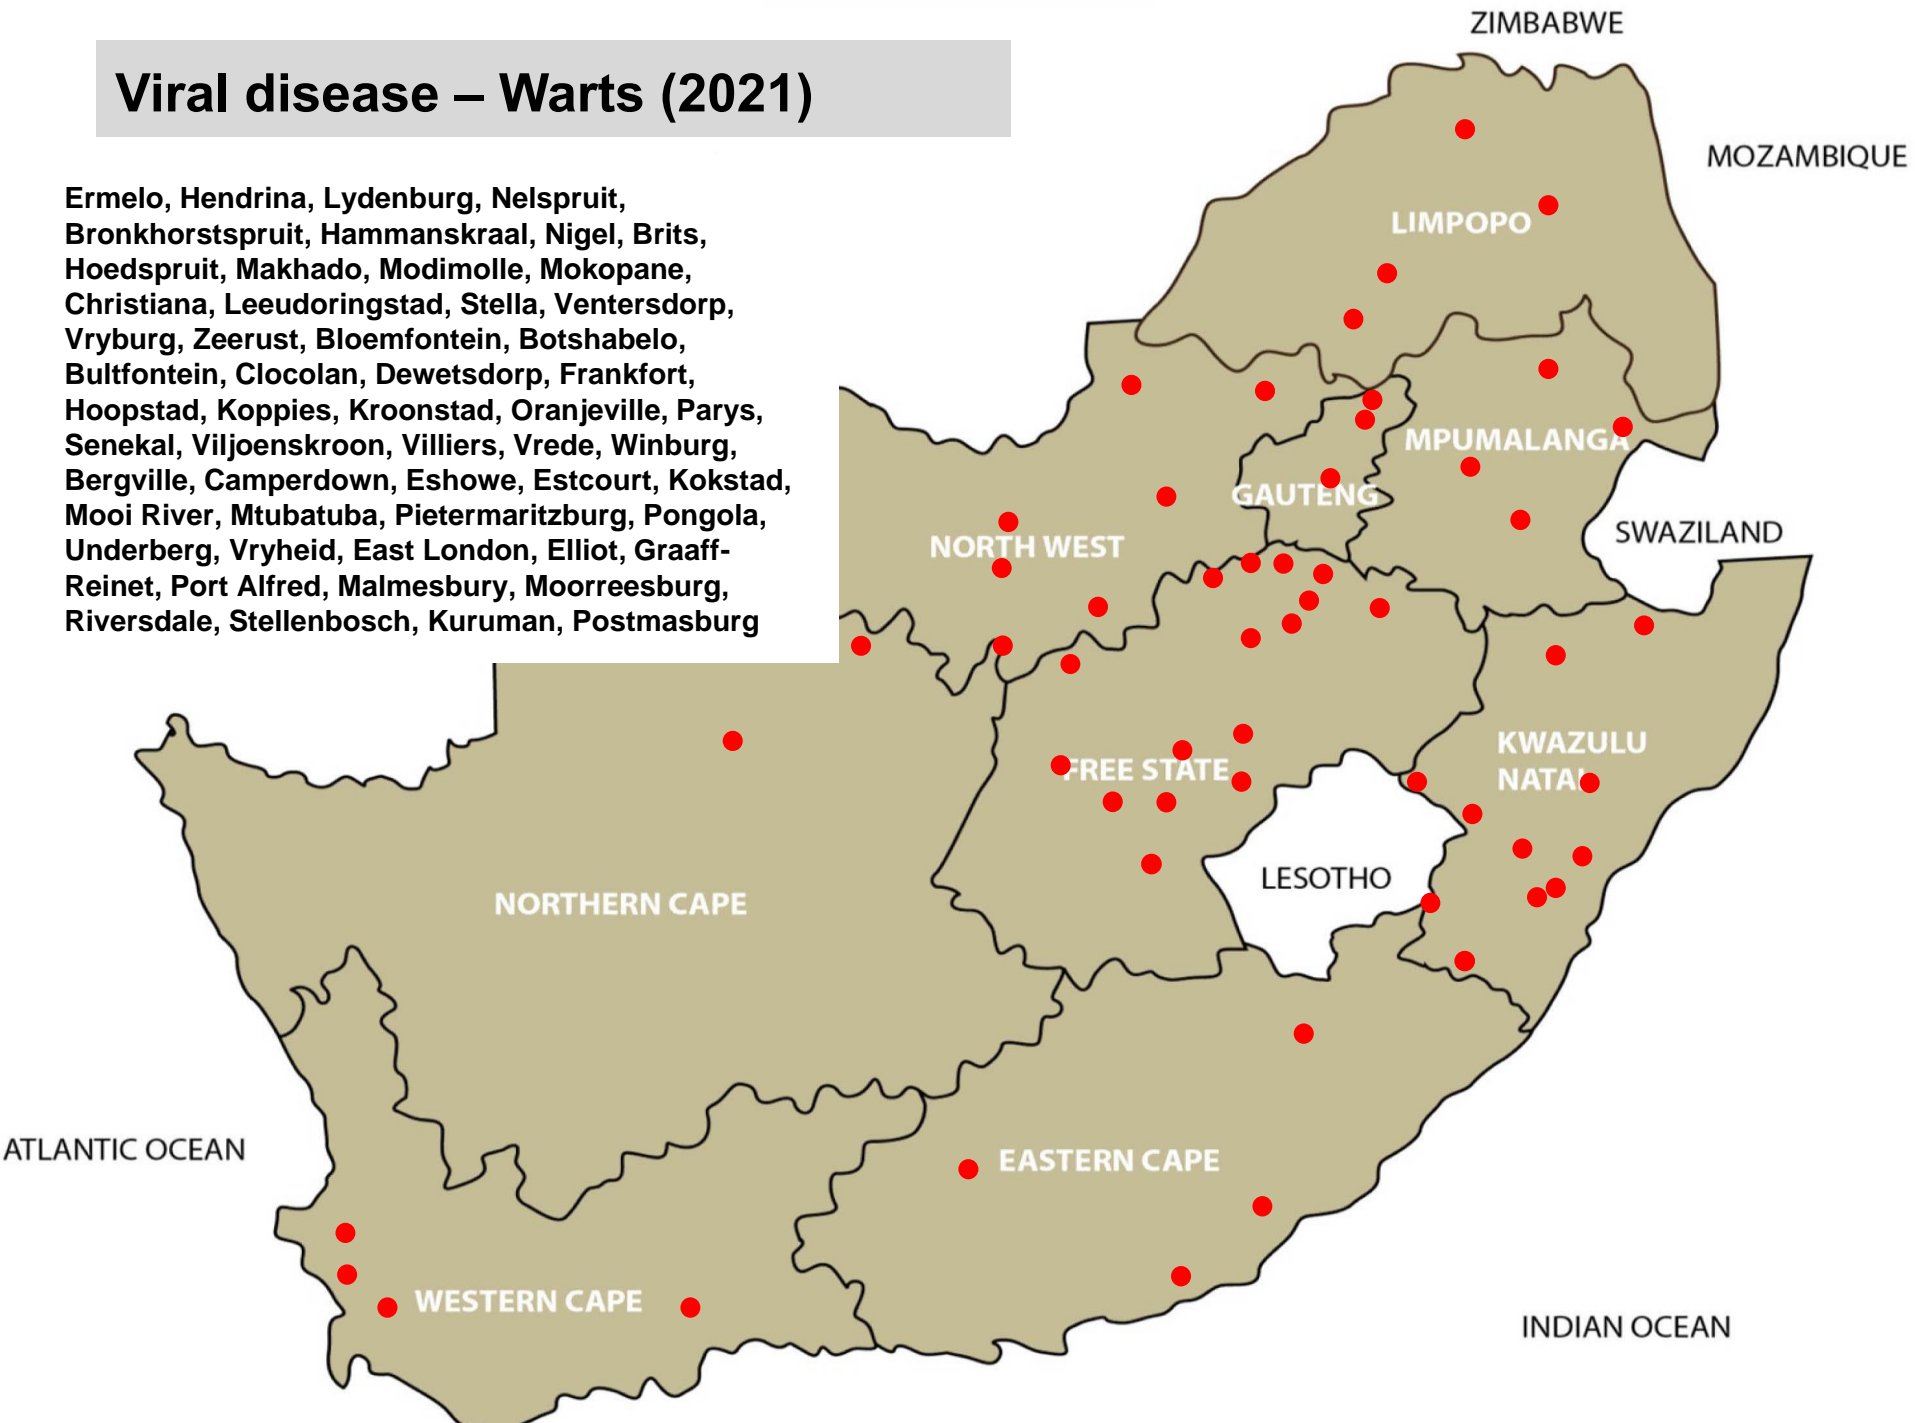 Viral disease – Warts (2021)
Ermelo, Hendrina, Lydenburg, Nelspruit,
Bronkhorstspruit, Hammanskraal, Nigel, Brits,
Hoedspruit, Makhado, Modimolle, Mokopane,
Christiana, Leeudoringstad, Stella, Ventersdorp,
Vryburg, Zeerust, Bloemfontein, Botshabelo,
Bultfontein, Clocolan, Dewetsdorp, Frankfort,
Hoopstad, Koppies, Kroonstad, Oranjeville, Parys,
Senekal, Viljoenskroon, Villiers, Vrede, Winburg,
Bergville, Camperdown, Eshowe, Estcourt, Kokstad,
Mooi River, Mtubatuba, Pietermaritzburg, Pongola,
Underberg, Vryheid, East London, Elliot, Graaff-
Reinet, Port Alfred, Malmesbury, Moorreesburg,
Riversdale, Stellenbosch, Kuruman, Postmasburg
ZIMBABWE
MOZAMBIQUE
LIMPOPO
MPUMALANGA
GAUTENG
SWAZILAND
NORTH WEST
KWAZULU
NATAL
FREE STATE
LESOTHO
NORTHERN CAPE
ATLANTIC OCEAN
EASTERN CAPE
WESTERN CAPE
INDIAN OCEAN